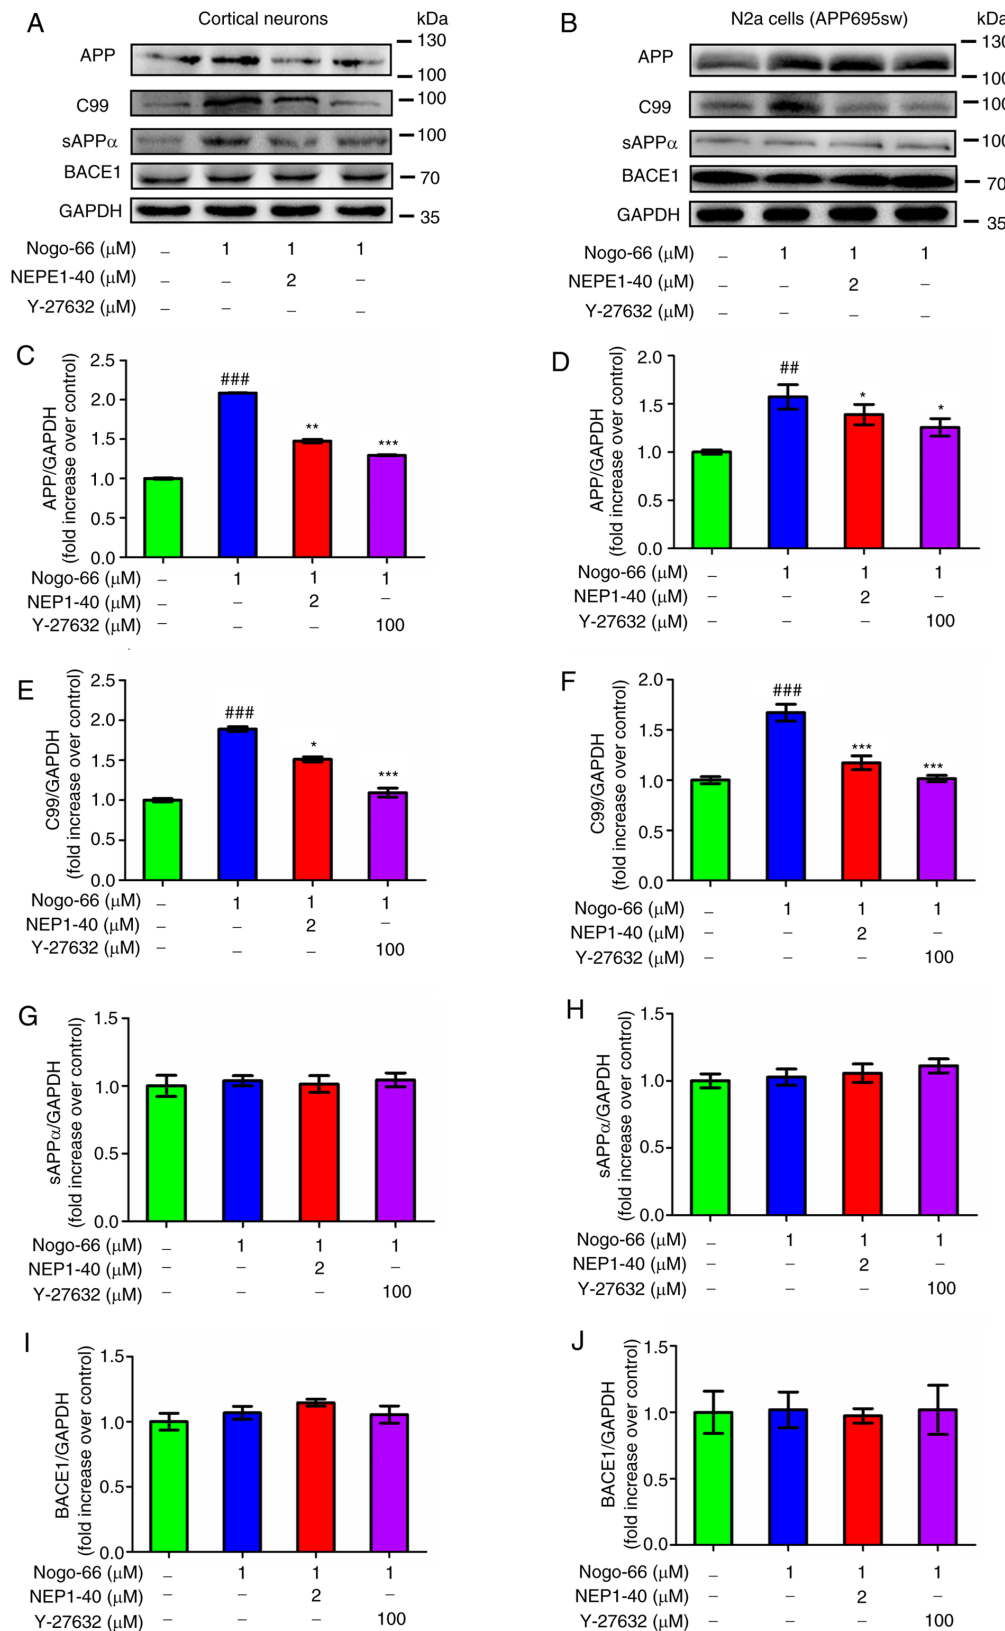 A
Cortical neurons
kDa
APP
130
100
C99
100
sAPPα
100
BACE1
70
GAPDH
35
Nogo-66 (μM) – 1 1 1
NEPE1-40 (μM) – – 2 –
Y-27632 (μM) – – – –
B
N2a cells (APP695sw)
kDa
APP
130
100
C99
100
sAPPα
100
BACE1
70
GAPDH
35
Nogo-66 (μM) – 1 1 1
NEPE1-40 (μM) – – 2 –
Y-27632 (μM) – – – –
C
APP/GAPDH
(fold increase over control)
2.5
2.0
1.5
1.0
0.5
0.0
###
**
***
Nogo-66 (μM) – 1 1 1
NEP1-40 (μM) – – 2 –
Y-27632 (μM) – – – 100
D
APP/GAPDH
(fold increase over control)
2.0
1.5
1.0
0.5
0.0
##
*
*
Nogo-66 (μM) – 1 1 1
NEP1-40 (μM) – – 2 –
Y-27632 (μM) – – – 100
E
C99/GAPDH
(fold increase over control)
2.5
2.0
1.5
1.0
0.5
0.0
###
*
***
Nogo-66 (μM) – 1 1 1
NEP1-40 (μM) – – 2 –
Y-27632 (μM) – – – 100
F
C99/GAPDH
(fold increase over control)
2.0
1.5
1.0
0.5
0.0
###
***
***
Nogo-66 (μM) – 1 1 1
NEP1-40 (μM) – – 2 –
Y-27632 (μM) – – – 100
G
sAPPα/GAPDH
(fold increase over control)
1.5
1.0
0.5
0.0
Nogo-66 (μM) – 1 1 1
NEP1-40 (μM) – – 2 –
Y-27632 (μM) – – – 100
H
sAPPα/GAPDH
(fold increase over control)
1.5
1.0
0.5
0.0
Nogo-66 (μM) – 1 1 1
NEP1-40 (μM) – – 2 –
Y-27632 (μM) – – – 100
I
BACE1/GAPDH
(fold increase over control)
1.5
1.0
0.5
0.0
Nogo-66 (μM) – 1 1 1
NEP1-40 (μM) – – 2 –
Y-27632 (μM) – – – 100
J
BACE1/GAPDH
(fold increase over control)
1.5
1.0
0.5
0.0
Nogo-66 (μM) – 1 1 1
NEP1-40 (μM) – – 2 –
Y-27632 (μM) – – – 100